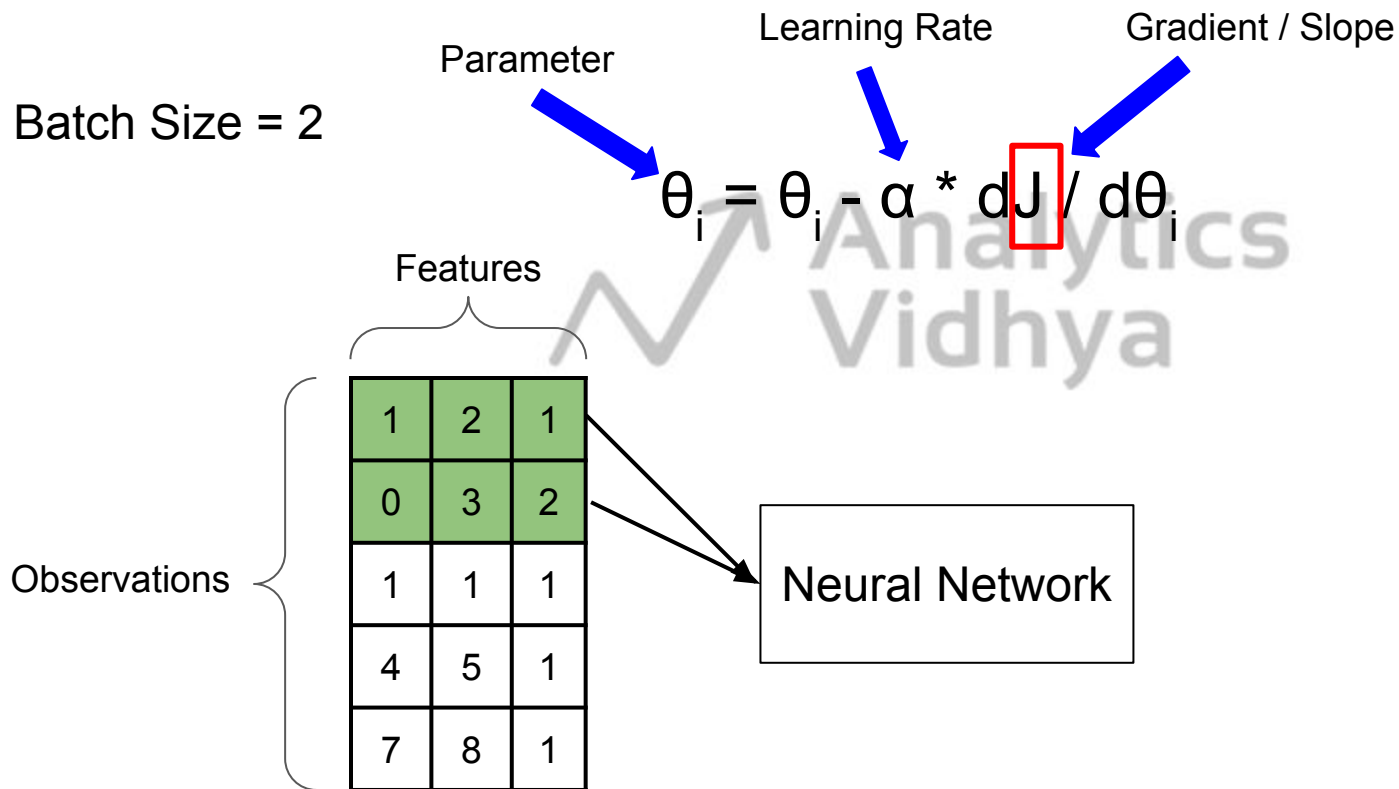 Learning Rate
Gradient / Slope
Parameter
Batch Size = 2
θi = θi - α * dJ / dθi
Analytics
Vidhya
Features
1 2 1
0 3 2
Observations
1 1 1
Neural Network
4 5 1
7 8 1